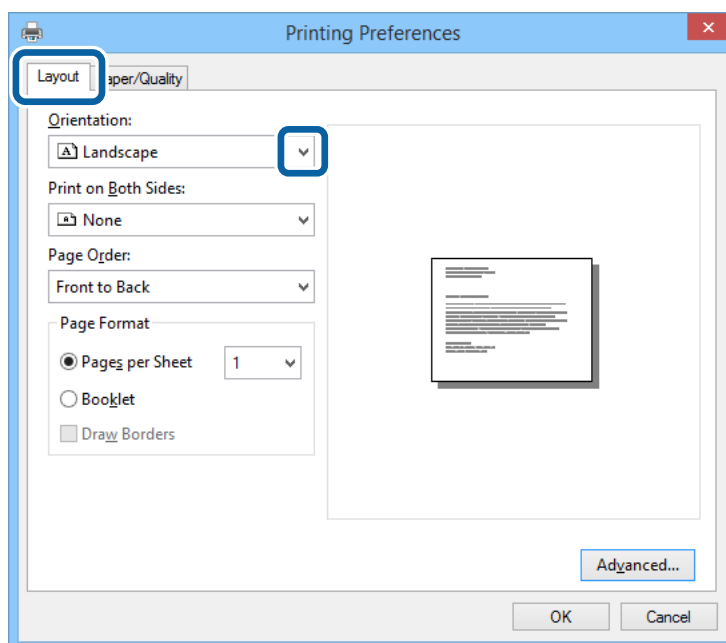 Printing Preferences
Layout
aper/Quality
Orientation:
A Landscape
Print on Both Sides:
None
Page Order:
Front to Back
Page Format
Pages per Sheet 1
Booklet
Draw Borders
Advanced...
OK Cancel